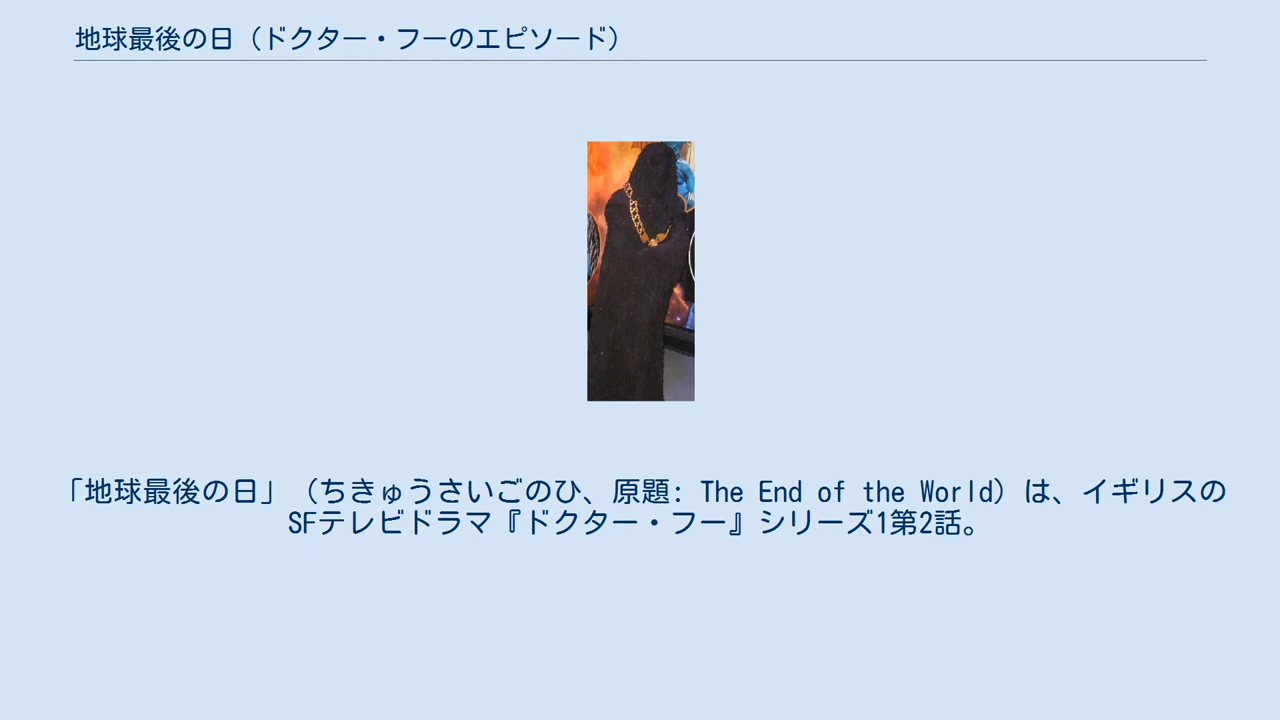 地球最後の日（ドクター・フーのエピソード）
「地球最後の日」（ちきゅうさいごのひ、原題: The End of the World）は、イギリスの
SFテレビドラマ『ドクター・フー』シリーズ1第2話。